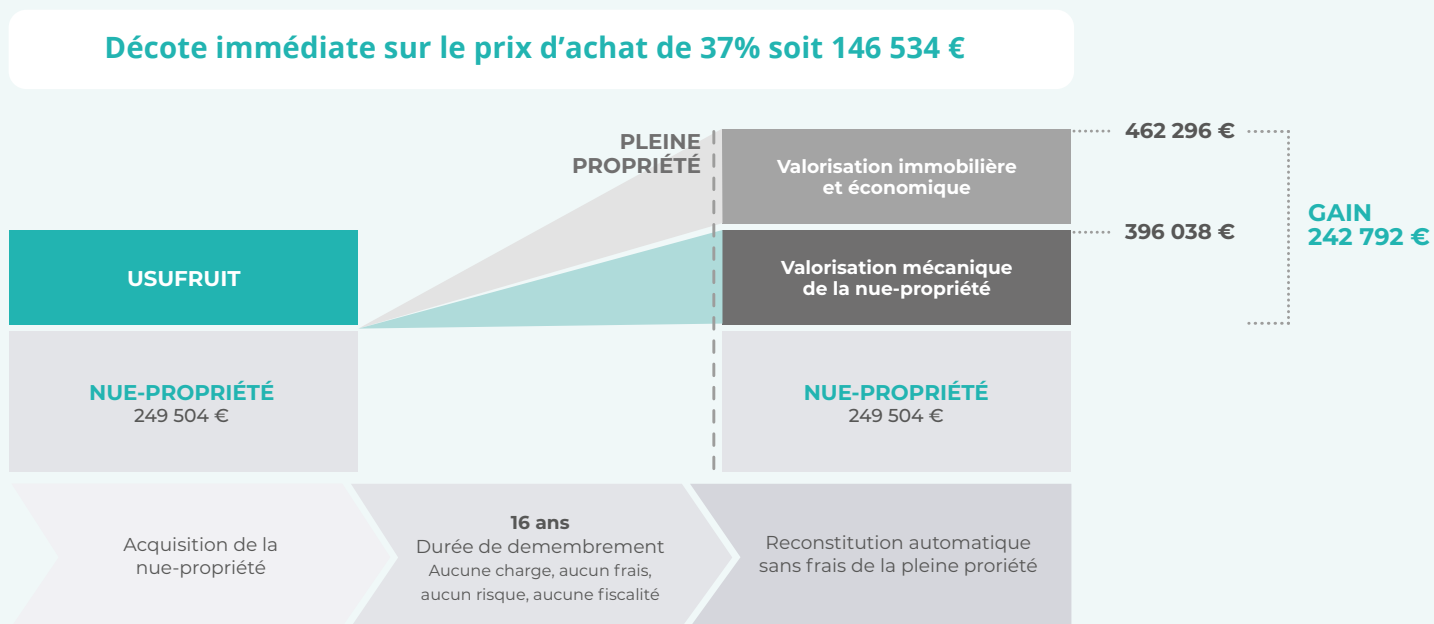 Décote immédiate sur le prix d’achat de 37% soit 146 534 €
PLEINE
PROPRIÉTÉ
Valorisation immobilière
et économique
462 296 €
396 038 €
GAIN
242 792 €
USUFRUIT
Valorisation mécanique
de la nue-propriété
NUE-PROPRIÉTÉ
249 504 €
NUE-PROPRIÉTÉ
249 504 €
Acquisition de la
nue-propriété
16 ans
Durée de demembrement
Aucune charge, aucun frais,
aucun risque, aucune fiscalité
Reconstitution automatique
sans frais de la pleine proriété